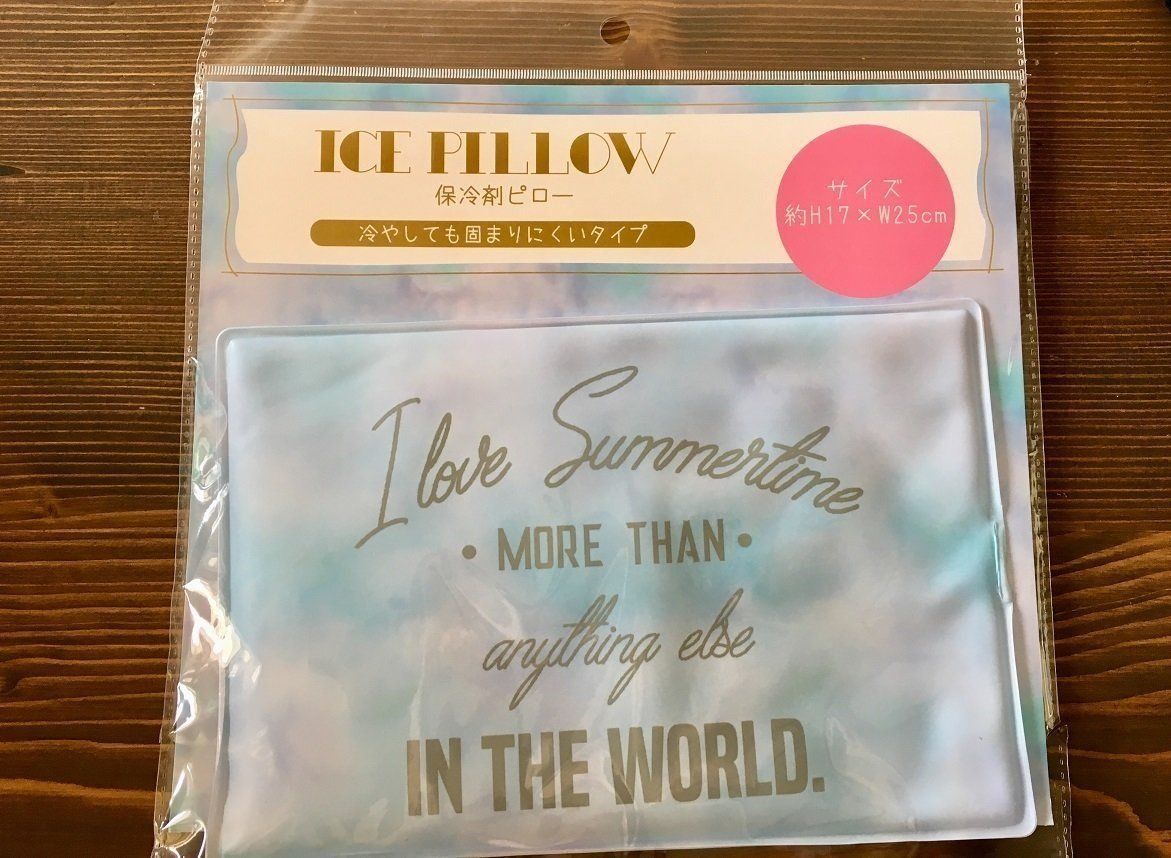 ICE PILLOW
保冷剤ピロー
冷やしても固まりにくいタイプ
サイズ
約H17×W25cm
I love Summertime
• MORE THAN •
anything else
IN THE WORLD.